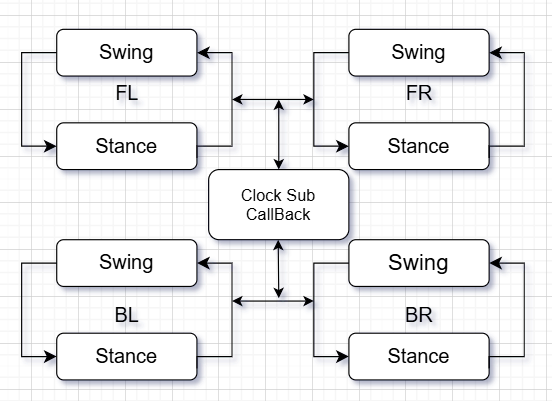 Swing
FL
Stance
Swing
FR
Stance
Clock Sub
CallBack
Swing
BL
Stance
Swing
BR
Stance